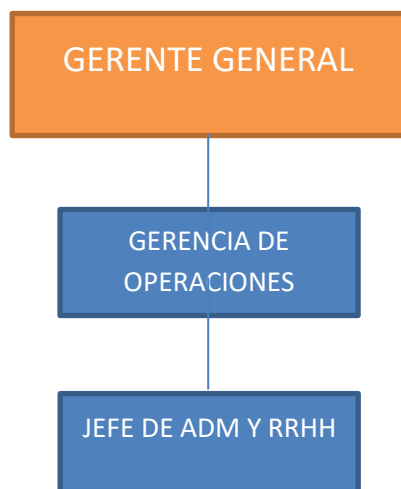 GERENTE GENERAL
GERENCIA DE
OPERACIONES
JEFE DE ADM Y RRHH